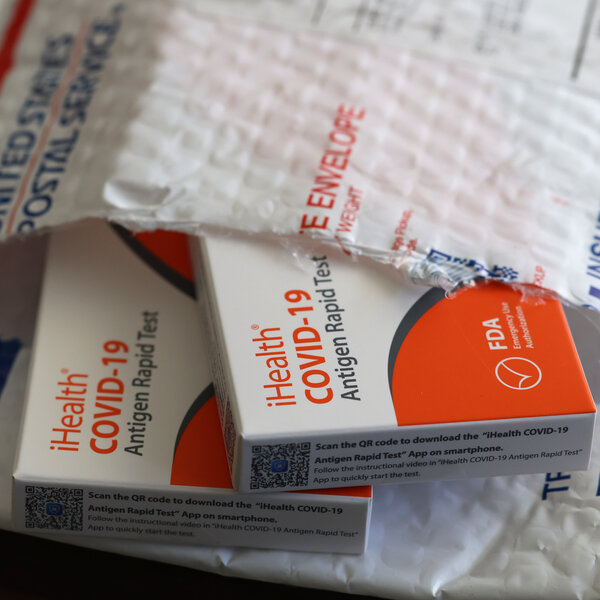 UNITED STATES
POSTAL SERVICE
E ENVELOPE
WEIGHT
Pickup,
KUP
INSU
iHealth®
COVID-19
Antigen Rapid Test
FDA
Emergency Use
Authorization
Scan the QR code to download the “iHealth COVID-19
Antigen Rapid Test” App on smartphone.
Follow the instructional video in “iHealth COVID-19 Antigen Rapid Test”
App to quickly start the test.
iHealth®
COVID-19
Antigen Rapid Test
Scan the QR code to download the “iHealth COVID-19
Antigen Rapid Test” App on smartphone.
Follow the instructional video in “iHealth COVID-19 Antigen Rapid Test”
App to quickly start the test.